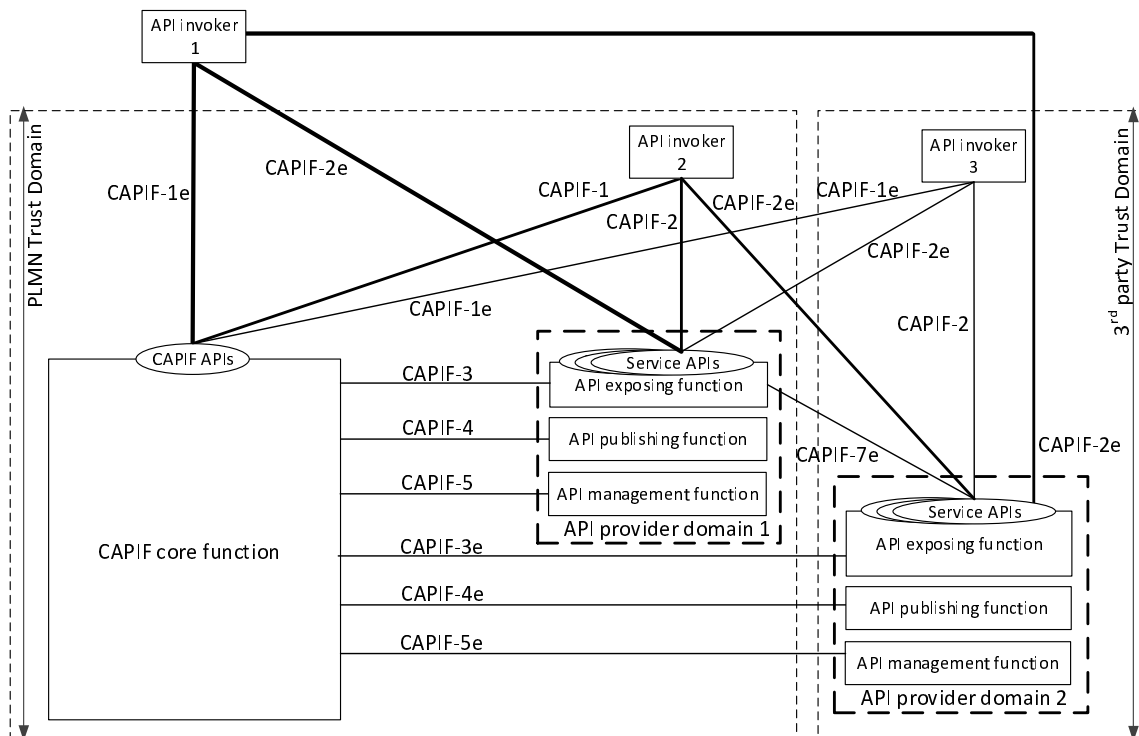 API invoker
1
PLMN Trust Domain
3rd party Trust Domain
API invoker
2
API invoker
3
CAPIF-1e
CAPIF-2e
CAPIF-1
CAPIF-2
CAPIF-2e
CAPIF-1e
CAPIF-2e
CAPIF-1e
CAPIF-2
CAPIF APIs
Service APIs
CAPIF-3
API exposing function
CAPIF-4
API publishing function
CAPIF-5
API management function
API provider domain 1
CAPIF-7e
CAPIF-2e
CAPIF core function
Service APIs
CAPIF-3e
API exposing function
CAPIF-4e
API publishing function
CAPIF-5e
API management function
API provider domain 2